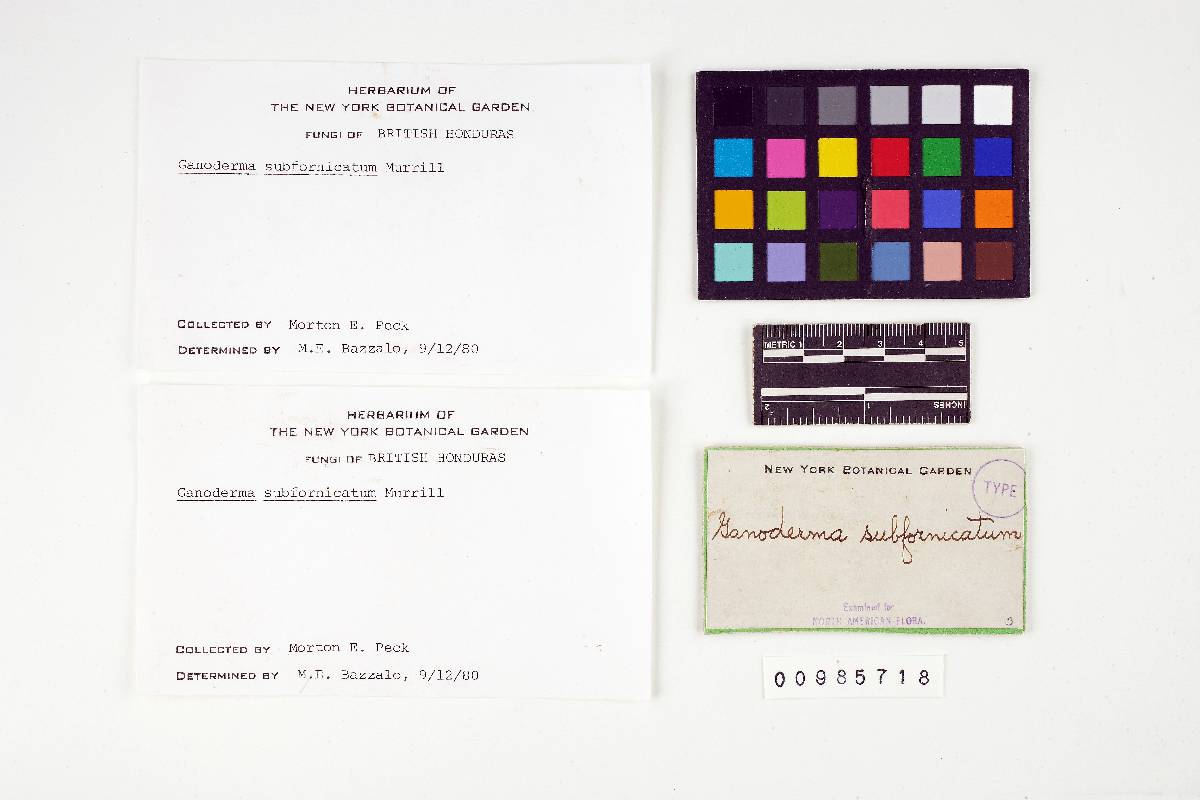 HERBARIUM OF
THE NEW YORK BOTANICAL GARDEN
FUNGI OF BRITISH HONDURAS
Ganoderma subfornicatum Murrill
COLLECTED BY Morton E. Peck
DETERMINED BY M.E. Bazzalo, 9/12/80
HERBARIUM OF
THE NEW YORK BOTANICAL GARDEN
FUNGI OF BRITISH HONDURAS
Ganoderma subfornicatum Murrill
COLLECTED BY Morton E. Peck
DETERMINED BY M.E. Bazzalo, 9/12/80
METRIC 1 2 3 4 5
2 1 INCHES
NEW YORK BOTANICAL GARDEN
TYPE
Ganoderma subfornicatum
Examined for
NORTH AMERICAN FLORA.
00985718